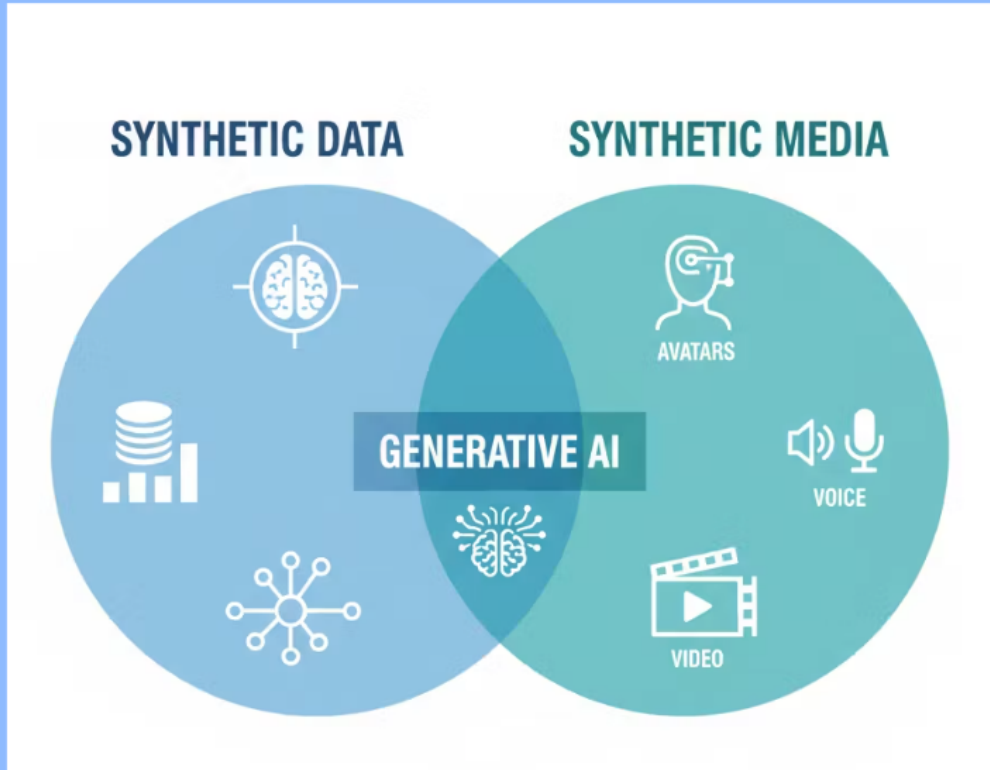 SYNTHETIC DATA
SYNTHETIC MEDIA
AVATARS
GENERATIVE AI
VOICE
VIDEO